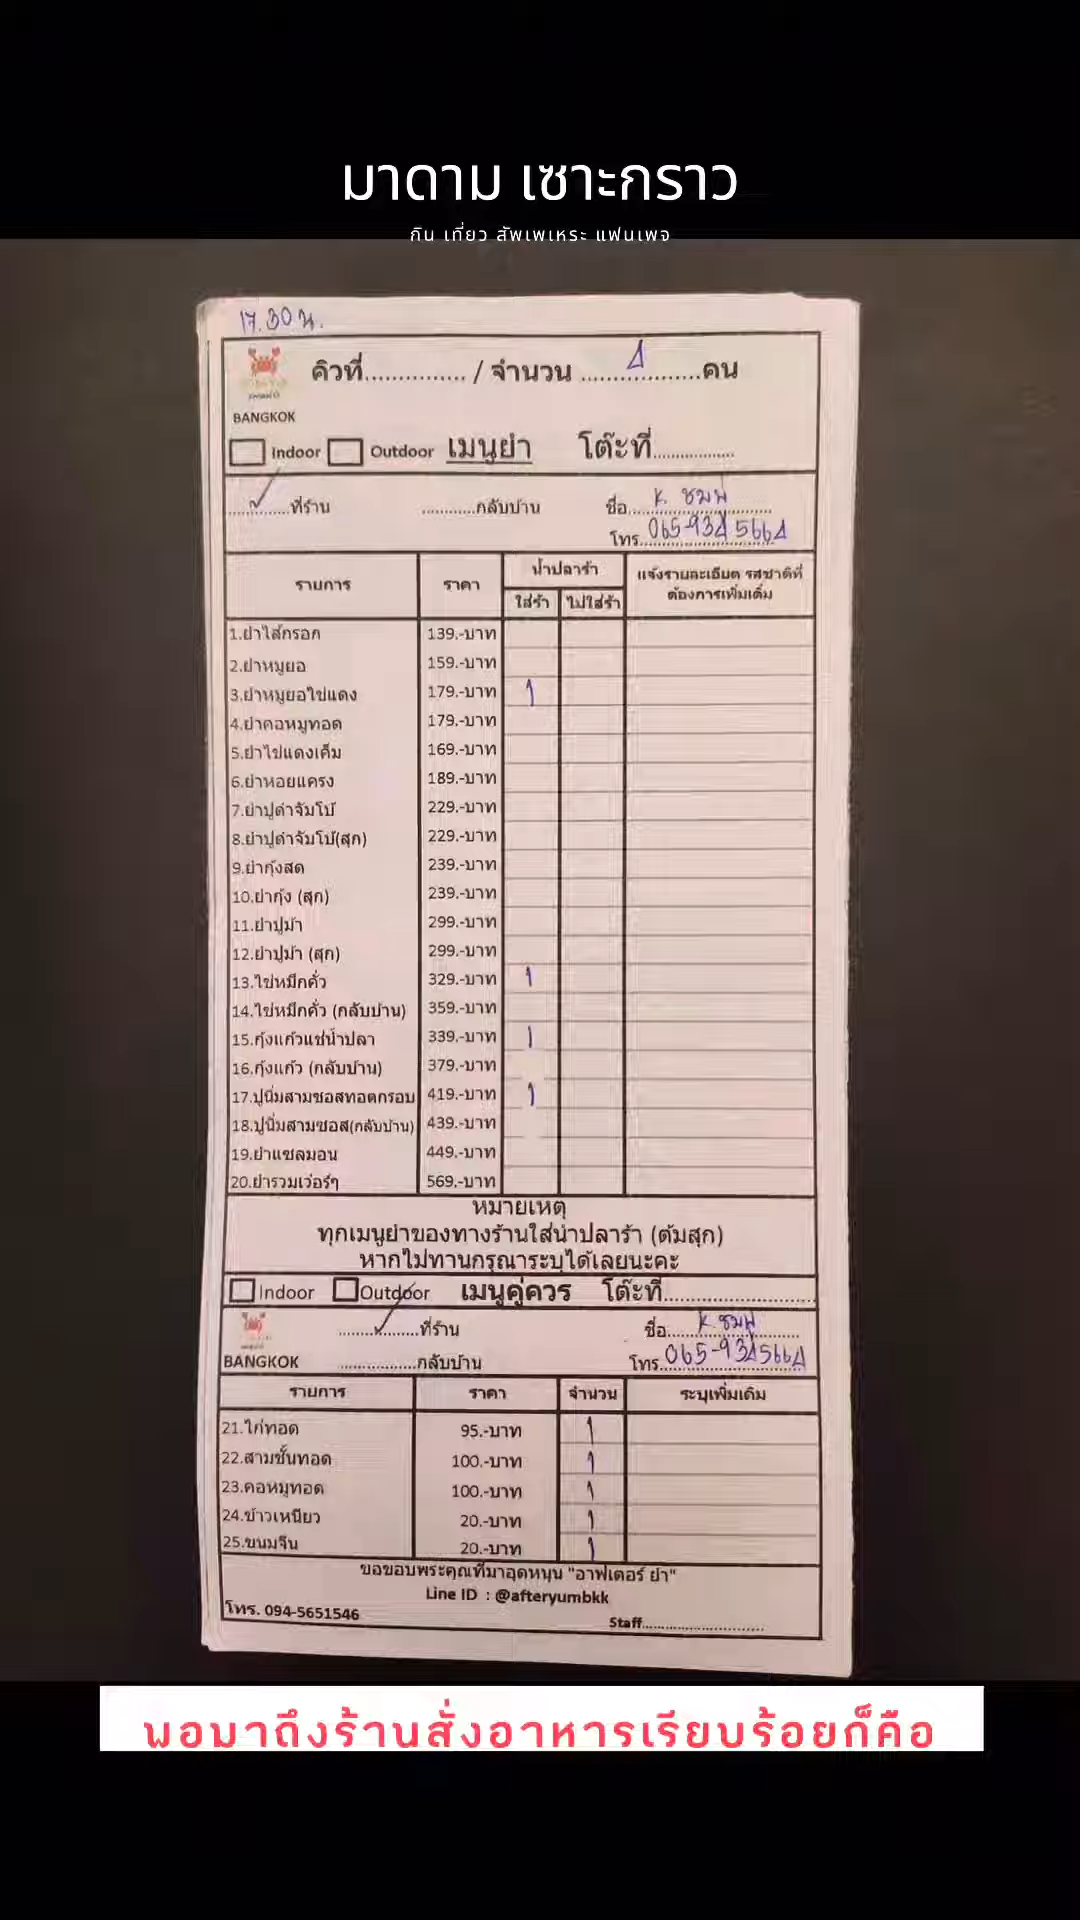 มาดาม เซาะกราว
กิน เที่ยว สัพเพเหระ แฟนเพจ
17.30 น.
คิวที่............... / จำนวน ...4...คน
BANGKOK
Indoor Outdoor เมนูยำ โต๊ะที่.................
ที่ร้าน ............กลับบ้าน ชื่อ...K. ชมพู่
โทร. 065-9345664
รายการ ราคา น้ำปลาร้า แจ้งรายละเอียด รสชาติที่ต้องการเพิ่มเติม
ใส่ร้า ไม่ใส่ร้า
1.ยำไส้กรอก 139.-บาท
2.ยำหมูยอ 159.-บาท
3.ยำหมูยอไข่แดง 179.-บาท 1
4.ยำคอหมูทอด 179.-บาท
5.ยำไข่แดงเค็ม 169.-บาท
6.ยำหอยแครง 189.-บาท
7.ยำปูดำจัมโบ้ 229.-บาท
8.ยำปูดำจัมโบ้(สุก) 229.-บาท
9.ยำกุ้งสด 239.-บาท
10.ยำกุ้ง (สุก) 239.-บาท
11.ยำปูม้า 299.-บาท
12.ยำปูม้า (สุก) 299.-บาท
13.ไข่หมึกคั่ว 329.-บาท 1
14.ไข่หมึกคั่ว (กลับบ้าน) 359.-บาท
15.กุ้งแก้วแช่น้ำปลา 339.-บาท 1
16.กุ้งแก้ว (กลับบ้าน) 379.-บาท
17.ปูนิ่มสามซอสทอดกรอบ 419.-บาท 1
18.ปูนิ่มสามซอส(กลับบ้าน) 439.-บาท
19.ยำแซลมอน 449.-บาท
20.ยำรวมเว่อร์ๆ 569.-บาท
หมายเหตุ
ทุกเมนูยำของทางร้านใส่น้ำปลาร้า (ต้มสุก)
หากไม่ทานกรุณาระบุได้เลยนะคะ
Indoor Outdoor เมนูคู่ควร โต๊ะที่.........................
ที่ร้าน ชื่อ...K. ชมพู่
BANGKOK ...............กลับบ้าน โทร. 065-9345664
รายการ ราคา จำนวน ระบุเพิ่มเติม
21.ไก่ทอด 95.-บาท 1
22.สามชั้นทอด 100.-บาท 1
23.คอหมูทอด 100.-บาท 1
24.ข้าวเหนียว 20.-บาท 1
25.ขนมจีน 20.-บาท 1
ขอขอบพระคุณที่มาอุดหนุน "อาฟเตอร์ ยำ"
Line ID : @afteryumbkk
โทร. 094-5651546
Staff............................
พอมาถึงร้านสั่งอาหารเรียบร้อยก็คือ